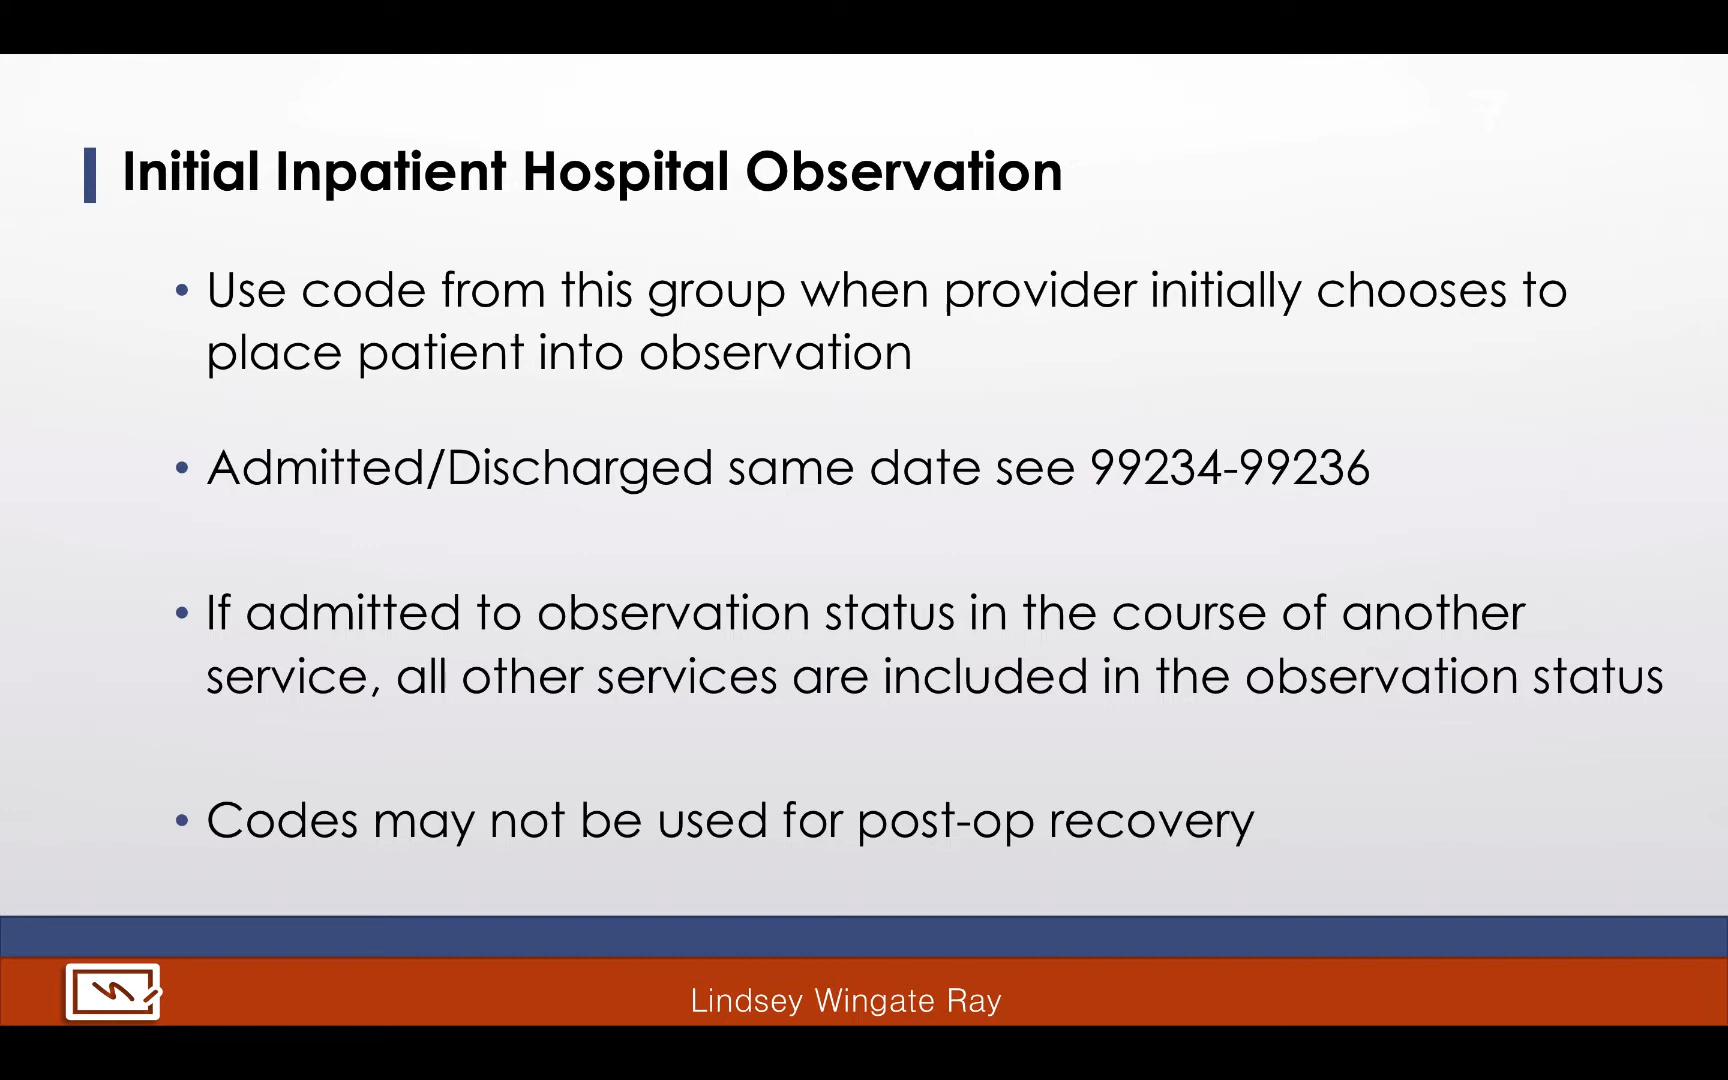 Initial Inpatient Hospital Observation
• Use code from this group when provider initially chooses to
place patient into observation
• Admitted/Discharged same date see 99234-99236
• If admitted to observation status in the course of another
service, all other services are included in the observation status
• Codes may not be used for post-op recovery
Lindsey Wingate Ray